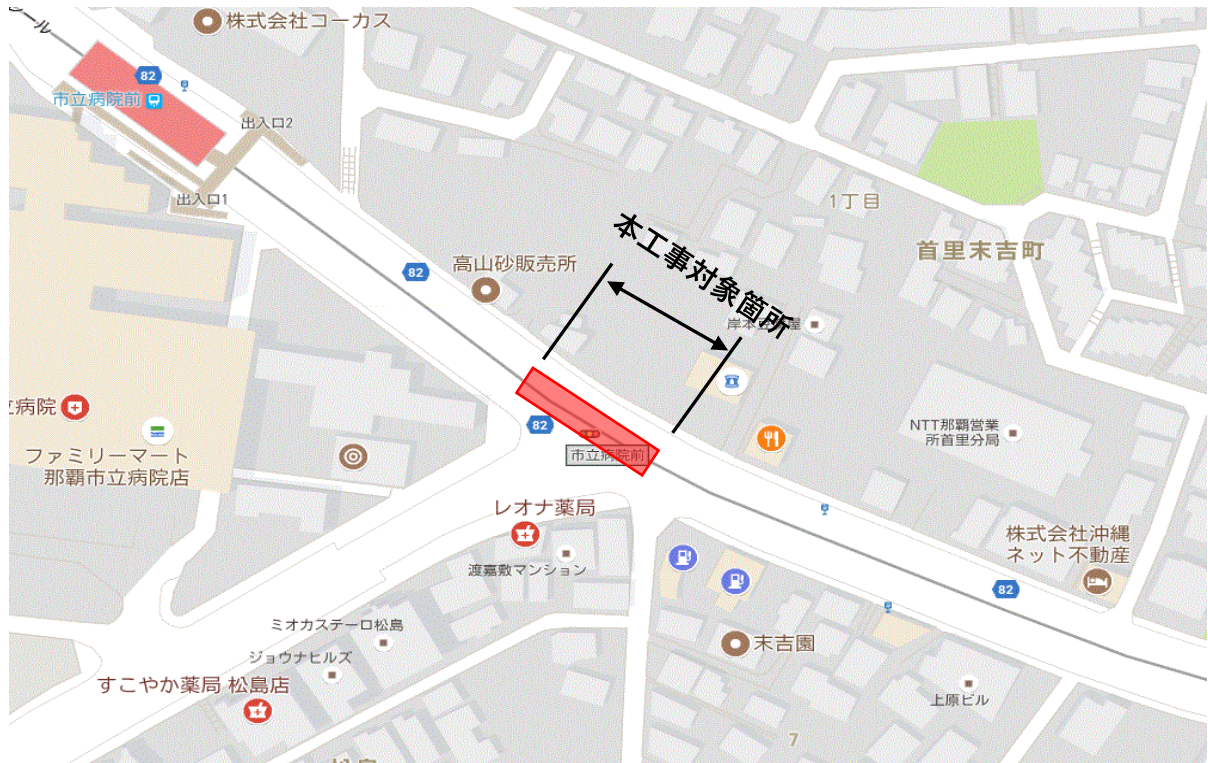 株式会社コーカス
82
市立病院前
出入口2
出入口1
1丁目
首里末吉町
本工事対象箇所
高山砂販売所
82
病院
ファミリーマート
那覇市立病院店
82
市立病院前
NTT那覇営業
所首里分局
レオナ薬局
渡嘉敷マンション
株式会社沖縄
ネット不動産
82
ミオカステーロ松島
ジョウナヒルズ
末吉園
すこやか薬局 松島店
上原ビル
7